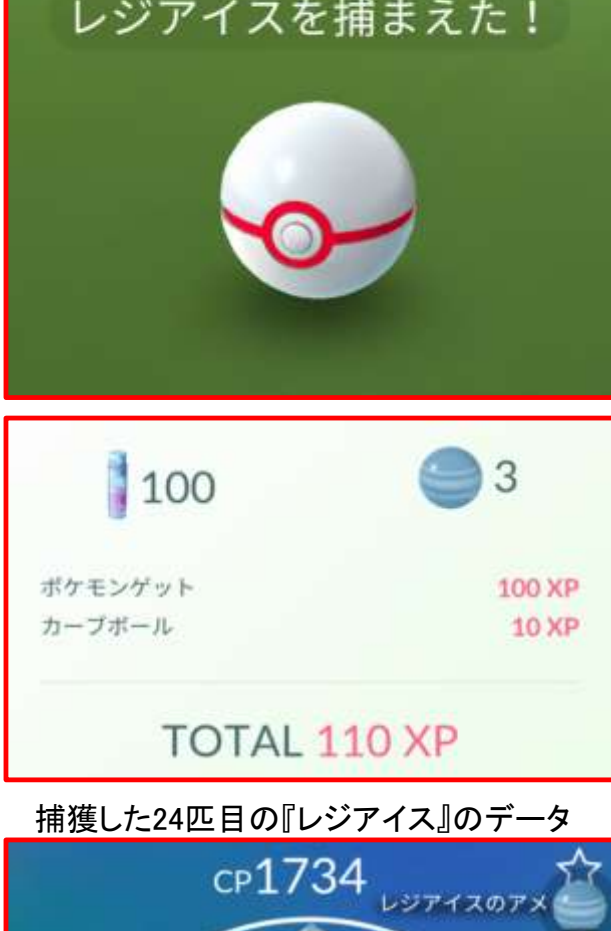 レジアイスを捕まえた！
100
3
ポケモンゲット 100 XP
カーブボール 10 XP
TOTAL 110 XP
捕獲した24匹目の『レジアイス』のデータ
CP1734
レジアイスのアメ